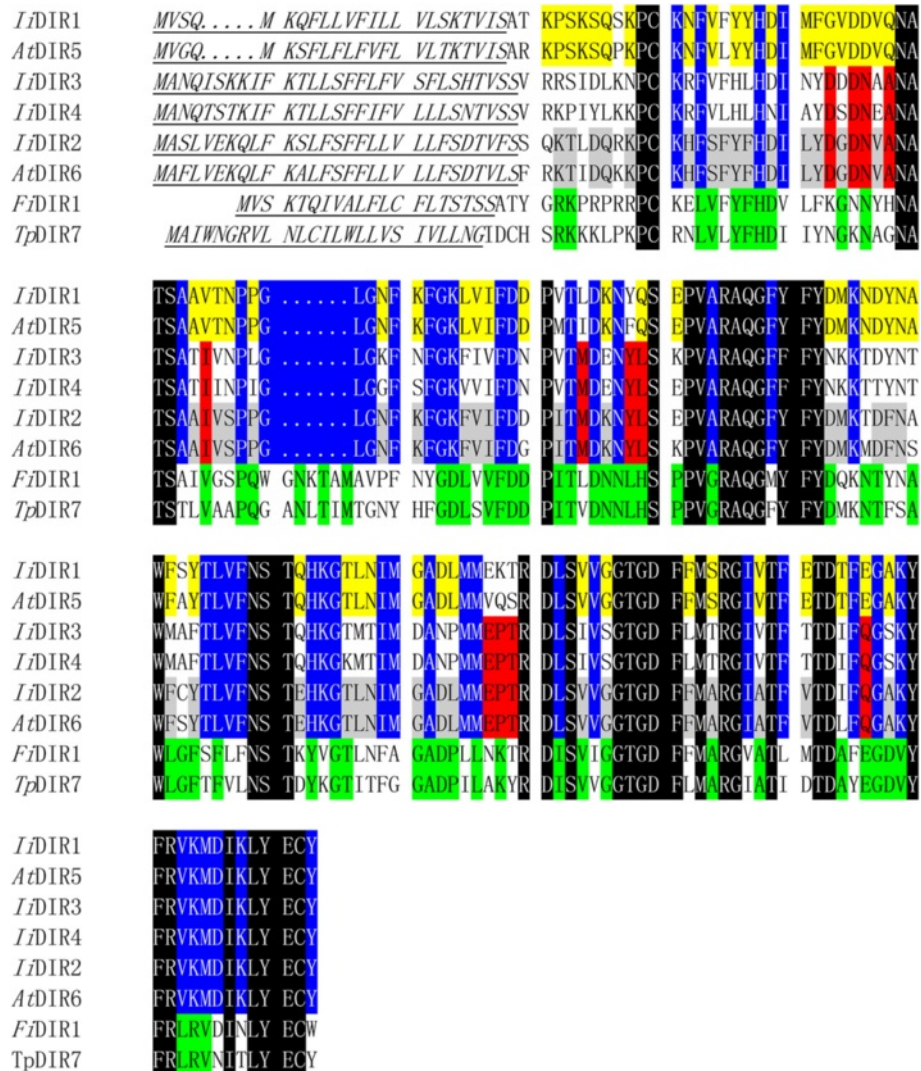 IiDIR1 MVSQ.....M KQFLLVFILL VLSKTVISAT KPSKSQSKPC KNFVFYYHDI MFGVDDVQNA
AtDIR5 MVGQ.....M KSFLFLFVFL VLTKTVISAR KPSKSQPKPC KNFVLYYHDI MFGVDDVQNA
IiDIR3 MANQISKKIF KTLLSFFLFV SFLSHTVSSV RRSIDLKNPC KRFVFHLHDI NYDDDNAANA
IiDIR4 MANQTSTKIF KTLLSFFIFV LLLSNTVSSV RKPIYLKKPC KRFVLHLHNI AYDSDNEANA
IiDIR2 MASLVEKQLF KSLFSFFLLV LLFSDTVFSS QKTLDQRKPC KHFSFYFHDI LYDGDNVANA
AtDIR6 MAFLVEKQLF KALFSFFLLV LLFSDTVLSF RKTIDQKKPC KHFSFYFHDI LYDGDNVANA
FiDIR1 MVS KTQIVALFLC FLTSTSSATY GRKPRPRRPC KELVFYFHDV LFKGNNYHNA
TpDIR7 MAIWNGRVL NLCILWLLVS IVLLNGIDCH SRKKKLPKPC RNLVLYFHDI IYNGKNAGNA
IiDIR1 TSAAVTNPPG ......LGNF KFGKLVIFDD PVTLDKNYQS EPVARAQGFY FYDMKNDYNA
AtDIR5 TSAAVTNPPG ......LGNF KFGKLVIFDD PVTMTIDKNFQS EPVARAQGFY FYDMKNDYNA
IiDIR3 TSATIVNPLG ......LGKF NFGKFIVFDN PVTMDENYLS KPVARAQGFF FYNKKTDYNT
IiDIR4 TSATIINPIG ......LGGF SFGKVVIFDN PVTMDENYLS EPVARAQGFF FYNKKTTYNT
IiDIR2 TSAAIVSPPG ......LGNF KFGKFVIFDD PITMDKNYLS EPVARAQGFY FYDMKTDFNA
AtDIR6 TSAAIVSPPG ......LGNF KFGKFVIFDG PITMDKNYLS KPVARAQGFY FYDMKMDFNA
FiDIR1 TSAIVGSPQW GNKTAMAVPF NYGDLVVFDD PITLDNNLHS PPVGRAQGMY FYDQKNTYNA
TpDIR7 TSTLVAAPQG ANLTIMTGNY HFGDLSVFDD PITVDNNLHS PPVGRAQGFY FYDMKNTFSA
IiDIR1 WFSYTLVFNS TQHKGTLNIM GADLMMEKTR DLSVVGGTGD FFMSRGIVTF ETDTFEGAKY
AtDIR5 WFAYTLVFNS TQHKGTLNIM GADLMMVQSR DLSVVGGTGD FFMSRGIVTF ETDTFEGAKY
IiDIR3 WMAFTLVFNS TQHKGTMTIM DANPMMEPTR DLSIVSGTGD FLMTRGIVTF TTDIFQGSKY
IiDIR4 WMAFTLVFNS TQHKGKMTIM DANPMMEPTR DLSIVSGTGD FLMTRGIVTF TTDIFQGSKY
IiDIR2 WFCYTLVFNS TEHKGTLNIM GADLMMEPTR DLSVVGGTGD FFMARGIATF VTDIFQGAKY
AtDIR6 WFSYTLVFNS TEHKGTLNIM GADLMMEPTR DLSVVGGTGD FFMARGIATF VTDLFQGAKY
FiDIR1 WLGFSFLFNS TKYVGTLNFA GADPLLNKTR DISVIGGTGD FFMARGVATL MTDAFEGDVY
TpDIR7 WLGFTFVLNS TDYKGTITFG GADPILAKYR DISVVGGTGD FLMARGIATI DTDAYEGDVY
IiDIR1 FRVKMDIKLY ECY
AtDIR5 FRVKMDIKLY ECY
IiDIR3 FRVKMDIKLY ECY
IiDIR4 FRVKMDIKLY ECY
IiDIR2 FRVKMDIKLY ECY
AtDIR6 FRVKMDIKLY ECY
FiDIR1 FRLRVDINLY ECW
TpDIR7 FRLRVNITLY ECY